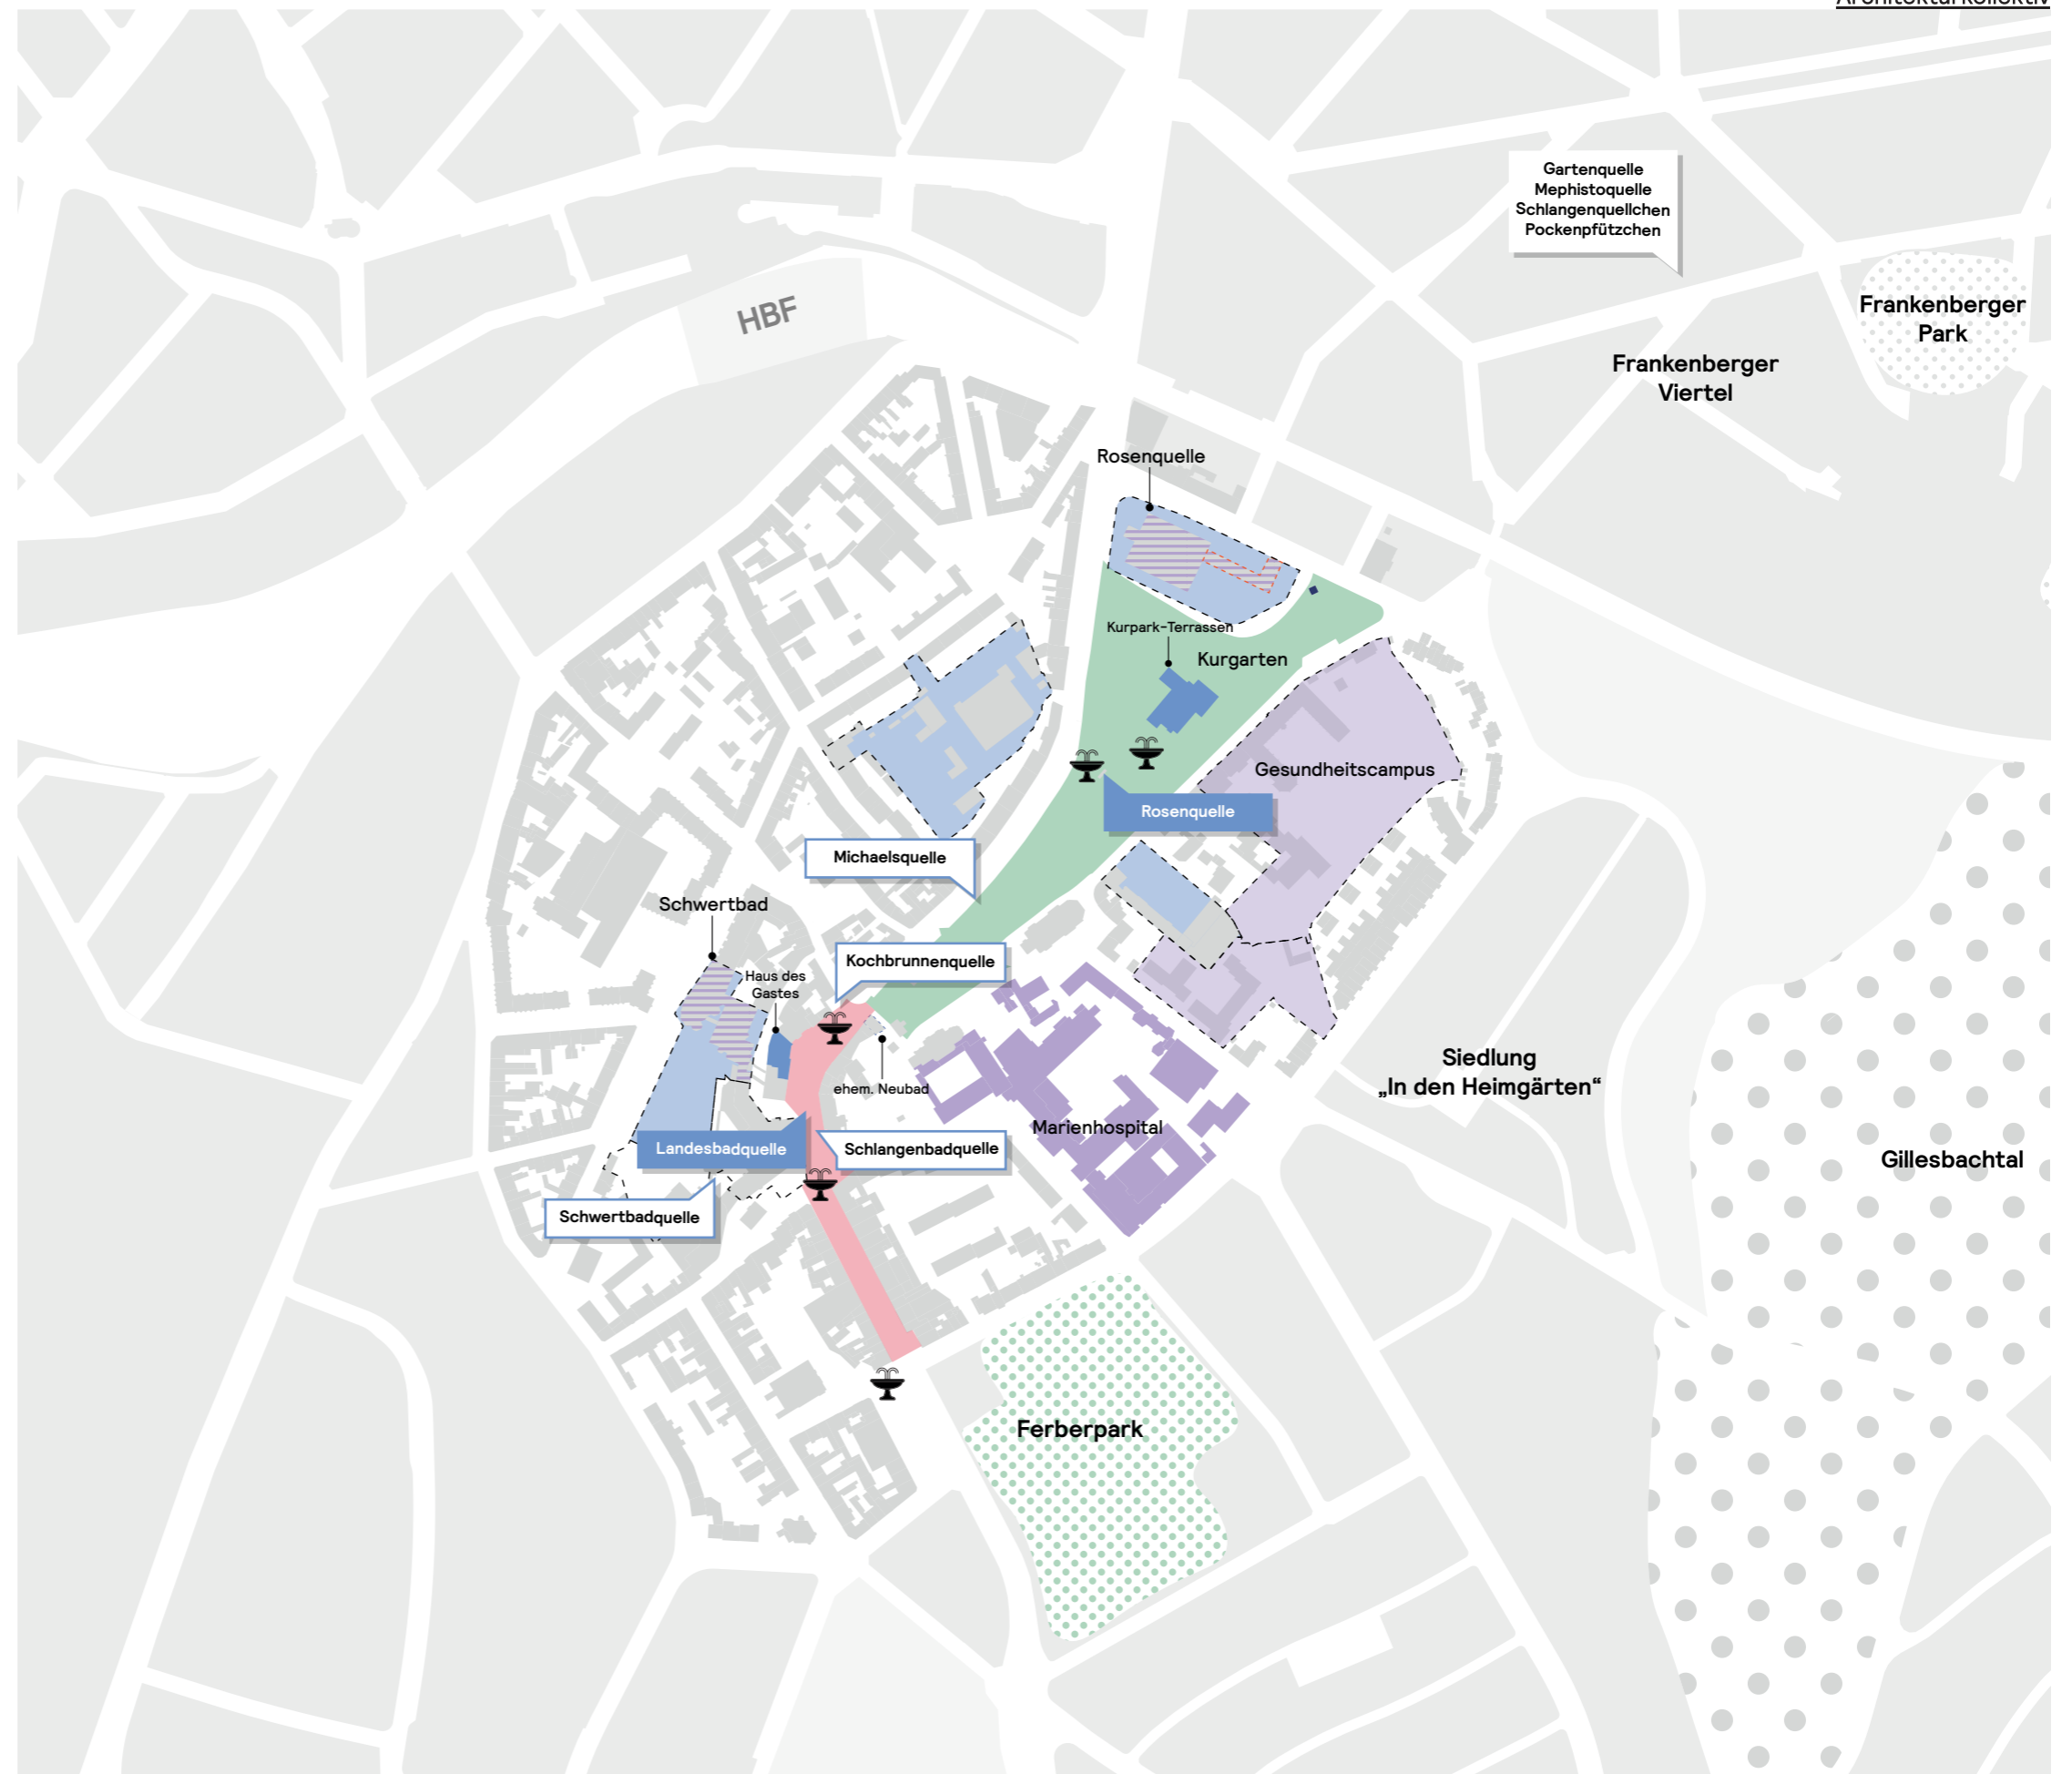 Architekturkollektiv
Gartenquelle
Mephistoquelle
Schlangenquellchen
Pockenpfützchen
HBF
Frankenberger
Park
Frankenberger
Viertel
Rosenquelle
Kurpark-Terrassen
Kurgarten
Gesundheitscampus
Rosenquelle
Michaelsquelle
Schwertbad
Kochbrunnenquelle
Haus des
Gastes
ehem. Neubad
Siedlung
„In den Heimgärten“
Marienhospital
Landesbadquelle
Schlangenbadquelle
Gillesbachtal
Schwertbadquelle
Ferberpark